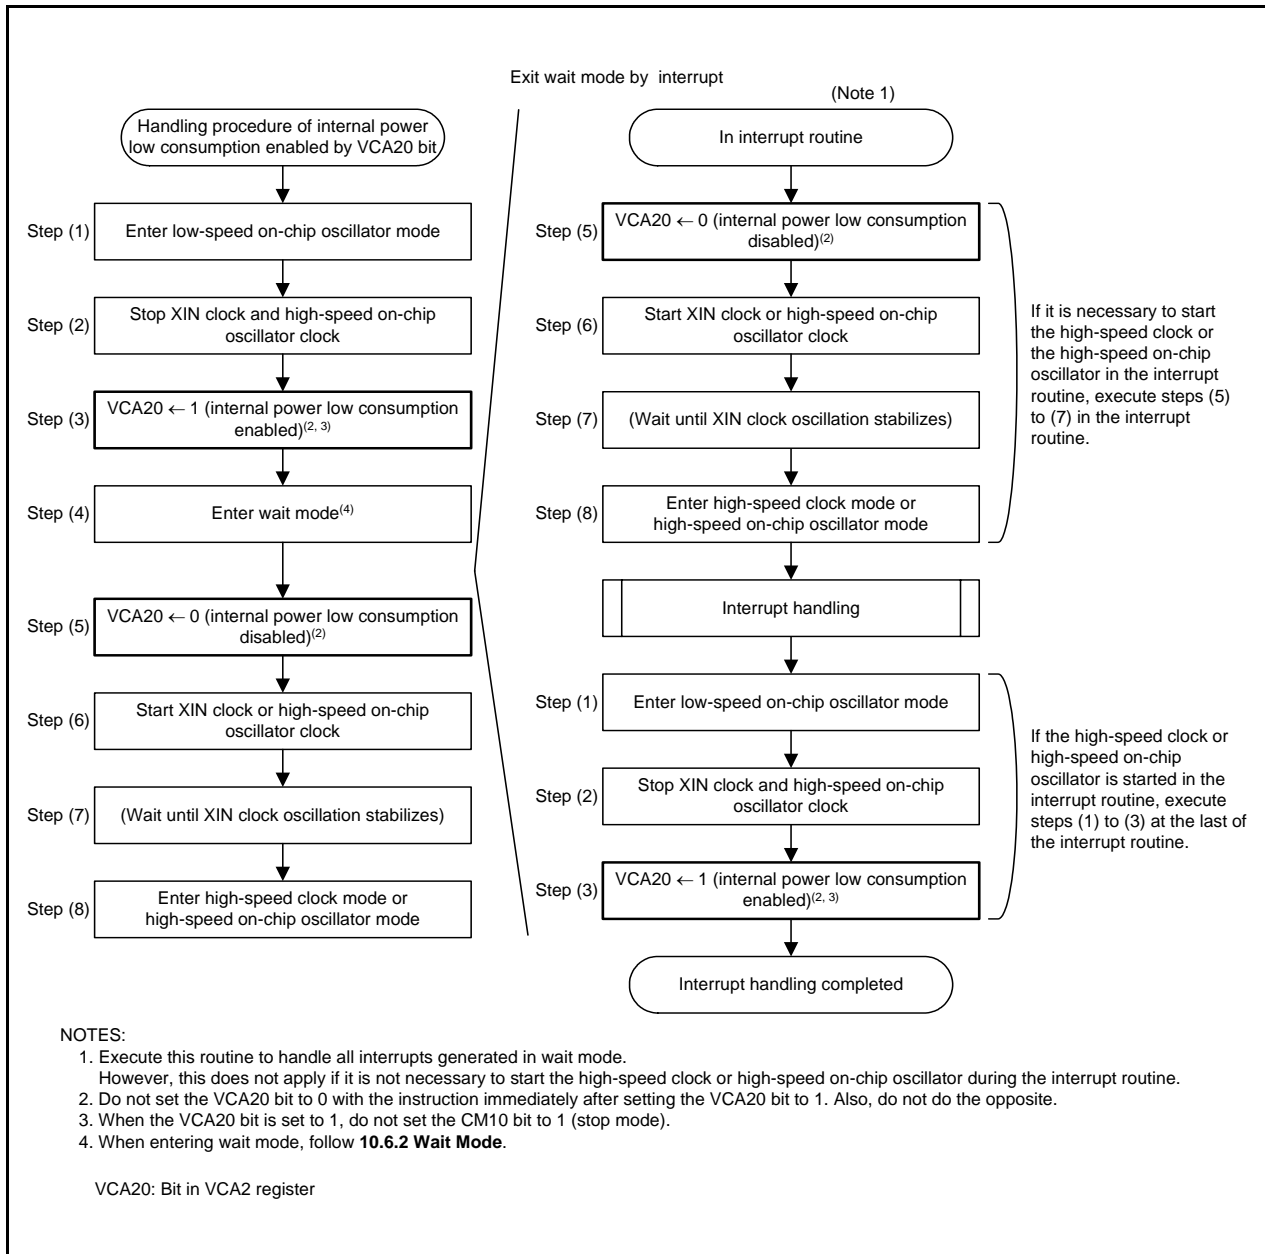 Exit wait mode by interrupt
(Note 1)
Handling procedure of internal power
low consumption enabled by VCA20 bit
Step (1)
Enter low-speed on-chip oscillator mode
Step (2)
Stop XIN clock and high-speed on-chip
oscillator clock
Step (3)
VCA20 ← 1 (internal power low consumption
enabled)(2, 3)
Step (4)
Enter wait mode(4)
Step (5)
VCA20 ← 0 (internal power low consumption
disabled)(2)
Step (6)
Start XIN clock or high-speed on-chip
oscillator clock
Step (7)
(Wait until XIN clock oscillation stabilizes)
Step (8)
Enter high-speed clock mode or
high-speed on-chip oscillator mode
In interrupt routine
Step (5)
VCA20 ← 0 (internal power low consumption
disabled)(2)
Step (6)
Start XIN clock or high-speed on-chip
oscillator clock
Step (7)
(Wait until XIN clock oscillation stabilizes)
Step (8)
Enter high-speed clock mode or
high-speed on-chip oscillator mode
If it is necessary to start
the high-speed clock or
the high-speed on-chip
oscillator in the interrupt
routine, execute steps (5)
to (7) in the interrupt
routine.
Interrupt handling
Step (1)
Enter low-speed on-chip oscillator mode
Step (2)
Stop XIN clock and high-speed on-chip
oscillator clock
Step (3)
VCA20 ← 1 (internal power low consumption
enabled)(2, 3)
If the high-speed clock or
high-speed on-chip
oscillator is started in the
interrupt routine, execute
steps (1) to (3) at the last of
the interrupt routine.
Interrupt handling completed
NOTES:
1. Execute this routine to handle all interrupts generated in wait mode.
However, this does not apply if it is not necessary to start the high-speed clock or high-speed on-chip oscillator during the interrupt routine.
2. Do not set the VCA20 bit to 0 with the instruction immediately after setting the VCA20 bit to 1. Also, do not do the opposite.
3. When the VCA20 bit is set to 1, do not set the CM10 bit to 1 (stop mode).
4. When entering wait mode, follow 10.6.2 Wait Mode.
VCA20: Bit in VCA2 register